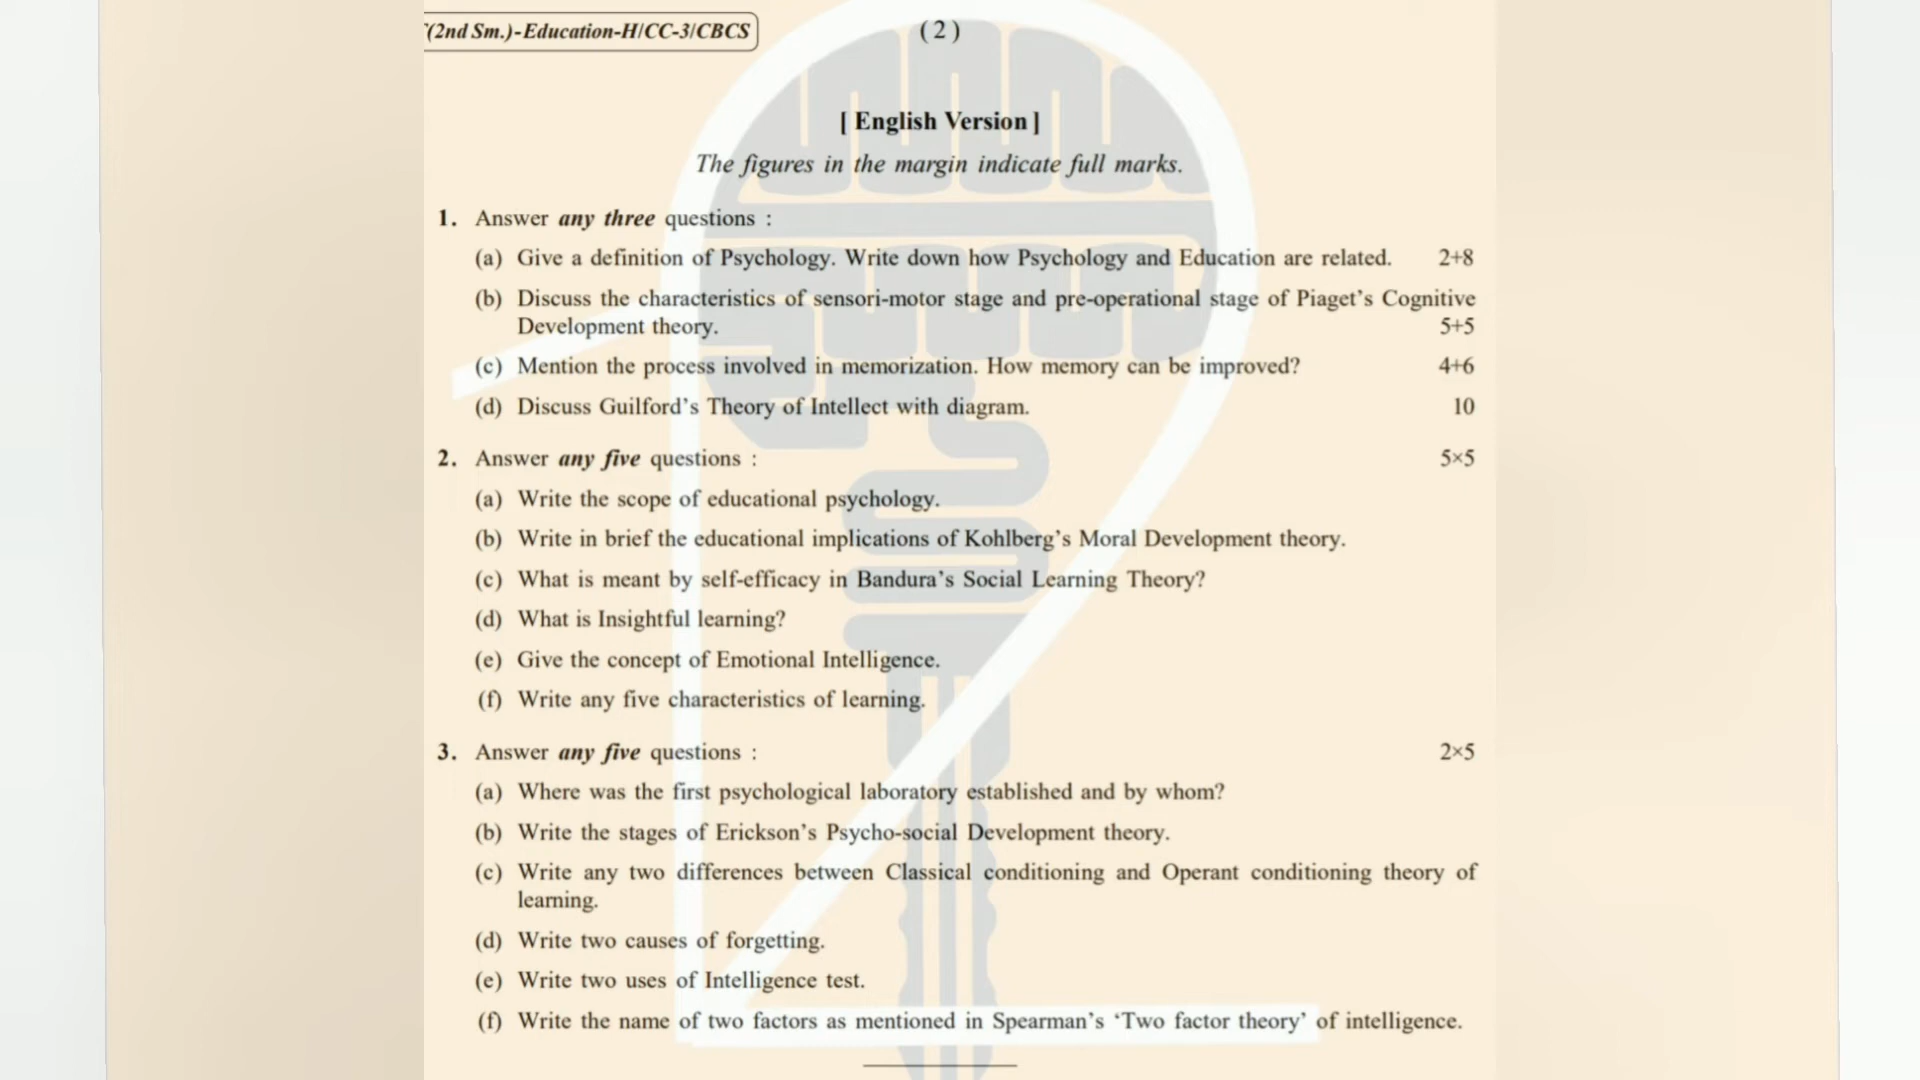 (2nd Sm.)-Education-H/CC-3/CBCS
(2)
[ English Version ]
The figures in the margin indicate full marks.
1. Answer any three questions :
(a) Give a definition of Psychology. Write down how Psychology and Education are related. 2+8
(b) Discuss the characteristics of sensori-motor stage and pre-operational stage of Piaget's Cognitive
Development theory. 5+5
(c) Mention the process involved in memorization. How memory can be improved? 4+6
(d) Discuss Guilford's Theory of Intellect with diagram. 10
2. Answer any five questions : 5×5
(a) Write the scope of educational psychology.
(b) Write in brief the educational implications of Kohlberg's Moral Development theory.
(c) What is meant by self-efficacy in Bandura's Social Learning Theory?
(d) What is Insightful learning?
(e) Give the concept of Emotional Intelligence.
(f) Write any five characteristics of learning.
3. Answer any five questions : 2×5
(a) Where was the first psychological laboratory established and by whom?
(b) Write the stages of Erickson's Psycho-social Development theory.
(c) Write any two differences between Classical conditioning and Operant conditioning theory of
learning.
(d) Write two causes of forgetting.
(e) Write two uses of Intelligence test.
(f) Write the name of two factors as mentioned in Spearman's 'Two factor theory' of intelligence.